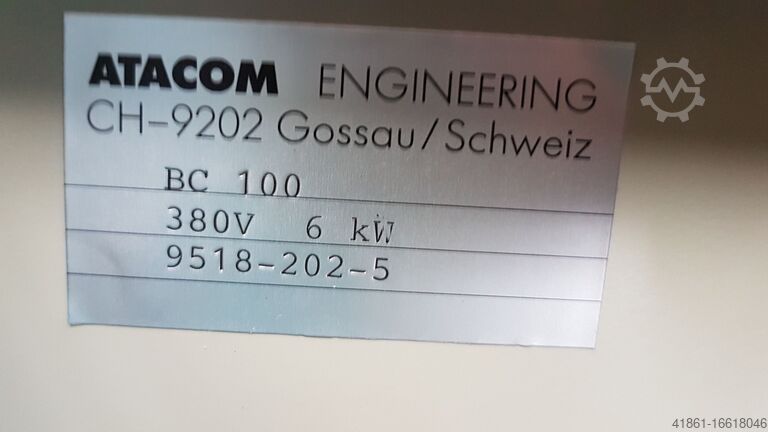 ATACOM ENGINEERING
CH-9202 Gossau/Schweiz
BC 100
380V 6 kW
9518-202-5
41861-16618046